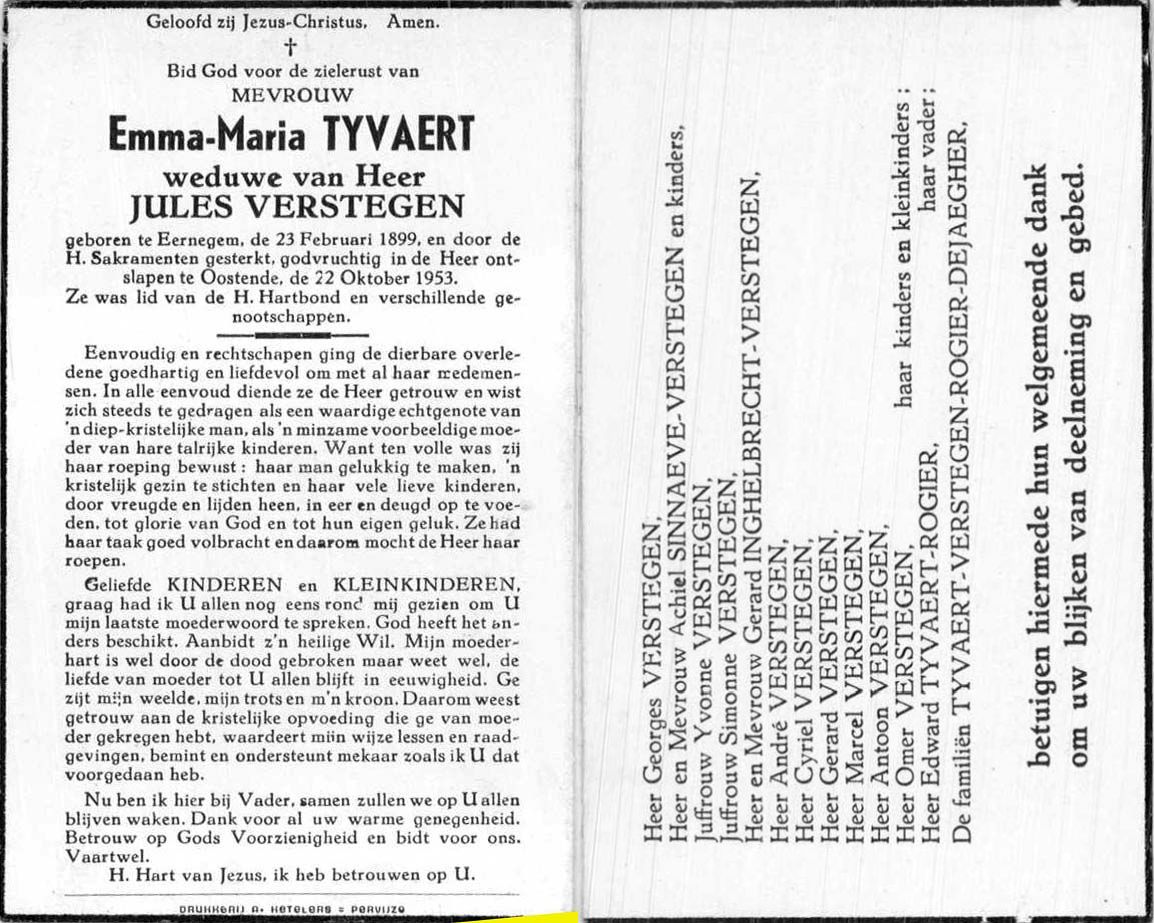 Geloofd zij Jezus-Christus. Amen.
†
Bid God voor de zielerust van
MEVROUW
Emma-Maria TYVAERT
weduwe van Heer
JULES VERSTEGEN
geboren te Eernegem, de 23 Februari 1899, en door de
H. Sakramenten gesterkt, godvruchtig in de Heer ont-
slapen te Oostende, de 22 Oktober 1953.
Ze was lid van de H. Hartbond en verschillende ge-
nootschappen.
Eenvoudig en rechtschapen ging de dierbare overle-
dene goedhartig en liefdevol om met al haar medemen-
sen. In alle eenvoud diende ze de Heer getrouw en wist
zich steeds te gedragen als een waardige echtgenote van
'n diep-kristelijke man, als 'n minzame voorbeeldige moe-
der van hare talrijke kinderen. Want ten volle was zij
haar roeping bewust : haar man gelukkig te maken, 'n
kristelijk gezin te stichten en haar vele lieve kinderen,
door vreugde en lijden heen, in eer en deugd op te voe-
den, tot glorie van God en tot hun eigen geluk. Ze had
haar taak goed volbracht en daarom mocht de Heer haar
roepen.
Geliefde KINDEREN en KLEINKINDEREN,
graag had ik U allen nog eens rond mij gezien om U
mijn laatste moederwoord te spreken. God heeft het an-
ders beschikt. Aanbidt z'n heilige Wil. Mijn moeder-
hart is wel door de dood gebroken maar weet wel, de
liefde van moeder tot U allen blijft in eeuwigheid. Ge
zijt mijn weelde, mijn trots en m'n kroon. Daarom weest
getrouw aan de kristelijke opvoeding die ge van moe-
der gekregen hebt, waardeert mijn wijze lessen en raad-
gevingen, bemint en ondersteunt mekaar zoals ik U dat
voorgedaan heb.
Nu ben ik hier bij Vader, samen zullen we op U allen
blijven waken. Dank voor al uw warme genegenheid.
Betrouw op Gods Voorzienigheid en bidt voor ons.
Vaartwel.
H. Hart van Jezus, ik heb betrouwen op U.
DRUKKERIJ A. KETELERS = PERVIJZE
Heer Georges VERSTEGEN,
Heer en Mevrouw Achiel SINNAEVE-VERSTEGEN en kinders,
Juffrouw Yvonne VERSTEGEN,
Juffrouw Simonne VERSTEGEN,
Heer en Mevrouw Gerard INGHELBRECHT-VERSTEGEN,
Heer André VERSTEGEN,
Heer Cyriel VERSTEGEN,
Heer Gerard VERSTEGEN,
Heer Marcel VERSTEGEN,
Heer Antoon VERSTEGEN,
Heer Omer VERSTEGEN, haar kinders en kleinkinders ;
Heer Edward TYVAERT-ROGIER, haar vader ;
De familiën TYVAERT-VERSTEGEN-ROGIER-DEJAEGHER,
betuigen hiermede hun welgemeende dank
om uw blijken van deelneming en gebed.